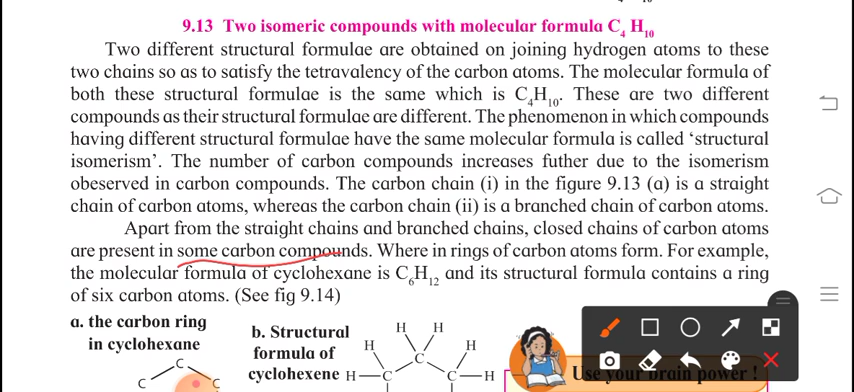 9.13 Two isomeric compounds with molecular formula C₄ H₁₀
Two different structural formulae are obtained on joining hydrogen atoms to these
two chains so as to satisfy the tetravalency of the carbon atoms. The molecular formula of
both these structural formulae is the same which is C₄H₁₀. These are two different
compounds as their structural formulae are different. The phenomenon in which compounds
having different structural formulae have the same molecular formula is called ‘structural
isomerism’. The number of carbon compounds increases futher due to the isomerism
obeserved in carbon compounds. The carbon chain (i) in the figure 9.13 (a) is a straight
chain of carbon atoms, whereas the carbon chain (ii) is a branched chain of carbon atoms.
Apart from the straight chains and branched chains, closed chains of carbon atoms
are present in some carbon compounds. Where in rings of carbon atoms form. For example,
the molecular formula of cyclohexane is C₆H₁₂ and its structural formula contains a ring
of six carbon atoms. (See fig 9.14)
a. the carbon ring
in cyclohexane
C
C
C
b. Structural
formula of
cyclohexene
H H
H H
C
H C C H
Use your brain power !